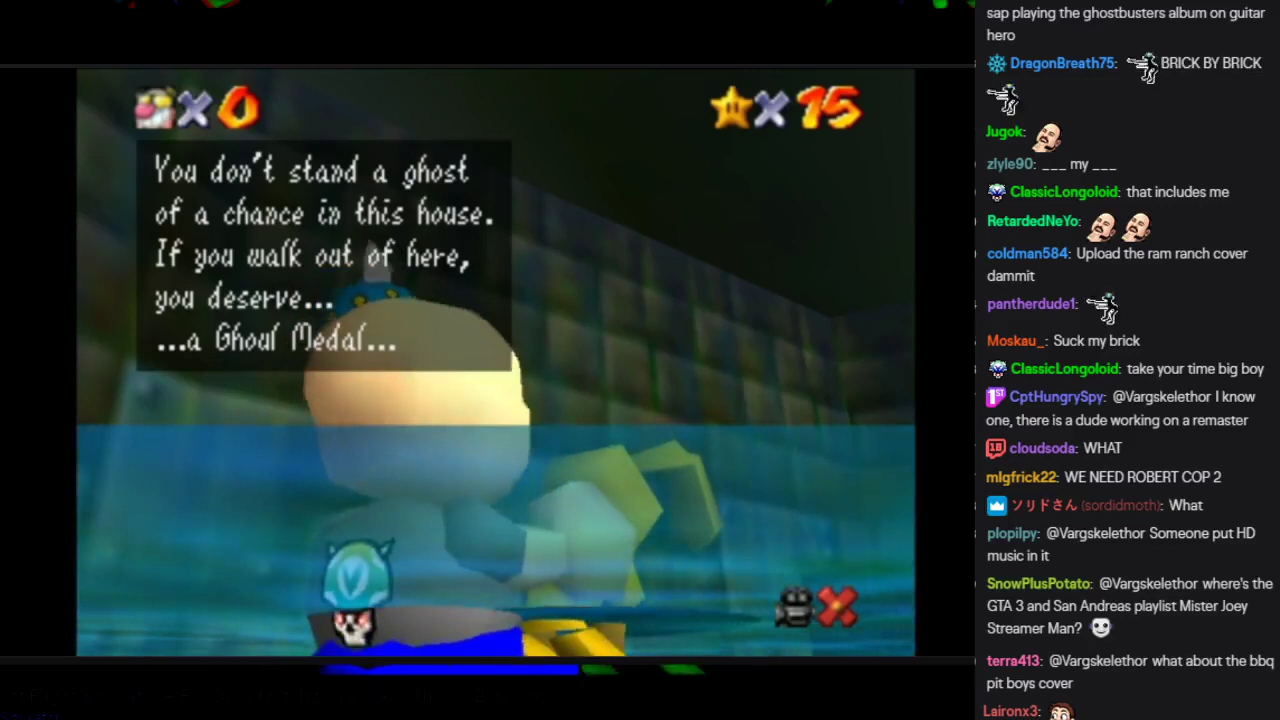 0
15
You don't stand a ghost
of a chance in this house.
If you walk out of here,
you deserve...
...a Ghoul Medal...
sap playing the ghostbusters album on guitar
hero
DragonBreath75: BRICK BY BRICK
Jugok:
zlyle90: ___ my ___
ClassicLongoloid: that includes me
RetardedNeYo:
coldman584: Upload the ram ranch cover
dammit
pantherdude1:
Moskau_: Suck my brick
ClassicLongoloid: take your time big boy
1ST CptHungrySpy: @Vargskelethor I know
one, there is a dude working on a remaster
cloudsoda: WHAT
mlgfrick22: WE NEED ROBERT COP 2
ソリドさん (sordidmoth): What
plopilpy: @Vargskelethor Someone put HD
music in it
SnowPlusPotato: @Vargskelethor where's the
GTA 3 and San Andreas playlist Mister Joey
Streamer Man?
terra413: @Vargskelethor what about the bbq
pit boys cover
Laironx3: